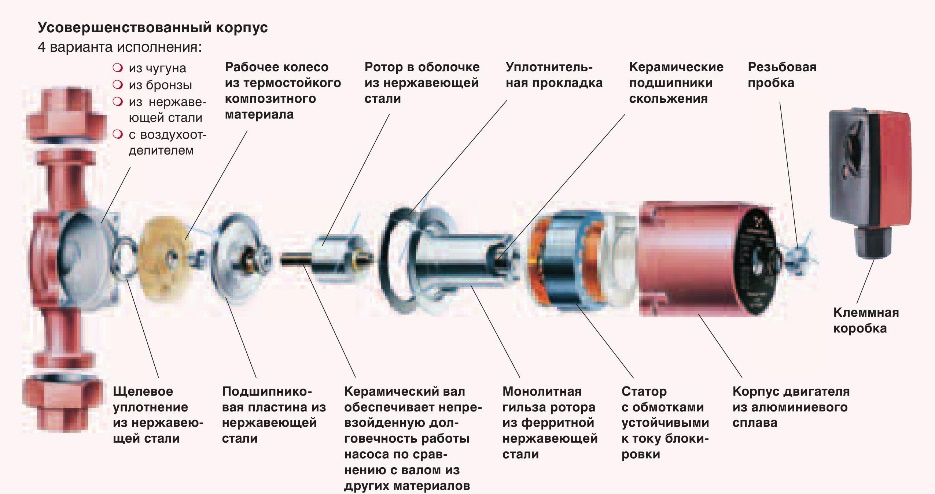 Усовершенствованный корпус
4 варианта исполнения:
из чугуна
из бронзы
из нержаве-
ющей стали
с воздухоот-
делителем
Рабочее колесо
из термостойкого
композитного
материала
Ротор в оболочке
из нержавеющей
стали
Уплотнитель-
ная прокладка
Керамические
подшипники
скольжения
Резьбовая
пробка
Клеммная
коробка
Щелевое
уплотнение
из нержавею-
щей стали
Подшипнико-
вая пластина из
нержавеющей
стали
Керамический вал
обеспечивает непре-
взойденную дол-
говечность работы
насоса по срав-
нению с валом из
других материалов
Монолитная
гильза ротора
из ферритной
нержавеющей
стали
Статор
с обмотками
устойчивыми
к току блоки-
ровки
Корпус двигателя
из алюминиевого
сплава